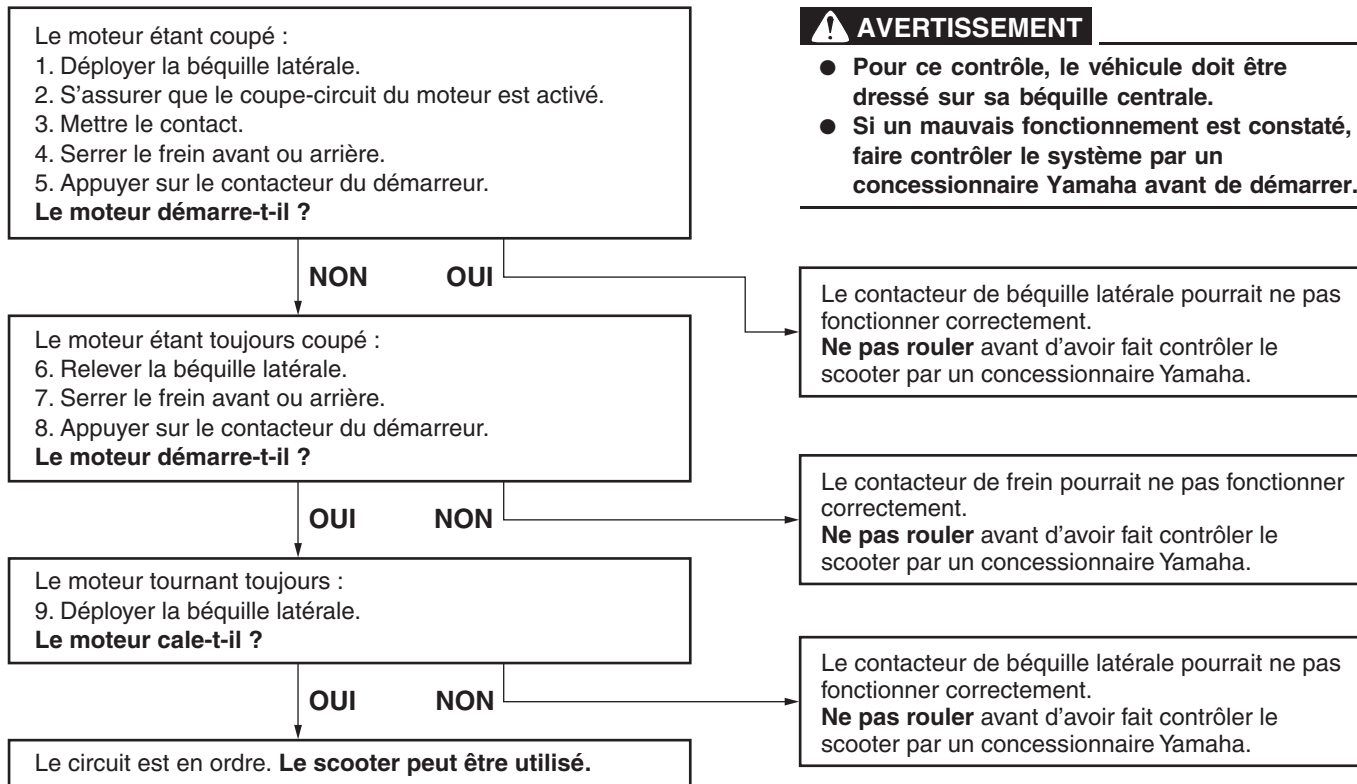 Le moteur étant coupé :
1. Déployer la béquille latérale.
2. S'assurer que le coupe-circuit du moteur est activé.
3. Mettre le contact.
4. Serrer le frein avant ou arrière.
5. Appuyer sur le contacteur du démarreur.
Le moteur démarre-t-il ?
AVERTISSEMENT
● Pour ce contrôle, le véhicule doit être
dressé sur sa béquille centrale.
● Si un mauvais fonctionnement est constaté,
faire contrôler le système par un
concessionnaire Yamaha avant de démarrer.
NON OUI
Le contacteur de béquille latérale pourrait ne pas
fonctionner correctement.
Ne pas rouler avant d'avoir fait contrôler le
scooter par un concessionnaire Yamaha.
Le moteur étant toujours coupé :
6. Relever la béquille latérale.
7. Serrer le frein avant ou arrière.
8. Appuyer sur le contacteur du démarreur.
Le moteur démarre-t-il ?
OUI NON
Le contacteur de frein pourrait ne pas fonctionner
correctement.
Ne pas rouler avant d'avoir fait contrôler le
scooter par un concessionnaire Yamaha.
Le moteur tournant toujours :
9. Déployer la béquille latérale.
Le moteur cale-t-il ?
OUI NON
Le contacteur de béquille latérale pourrait ne pas
fonctionner correctement.
Ne pas rouler avant d'avoir fait contrôler le
scooter par un concessionnaire Yamaha.
Le circuit est en ordre. Le scooter peut être utilisé.